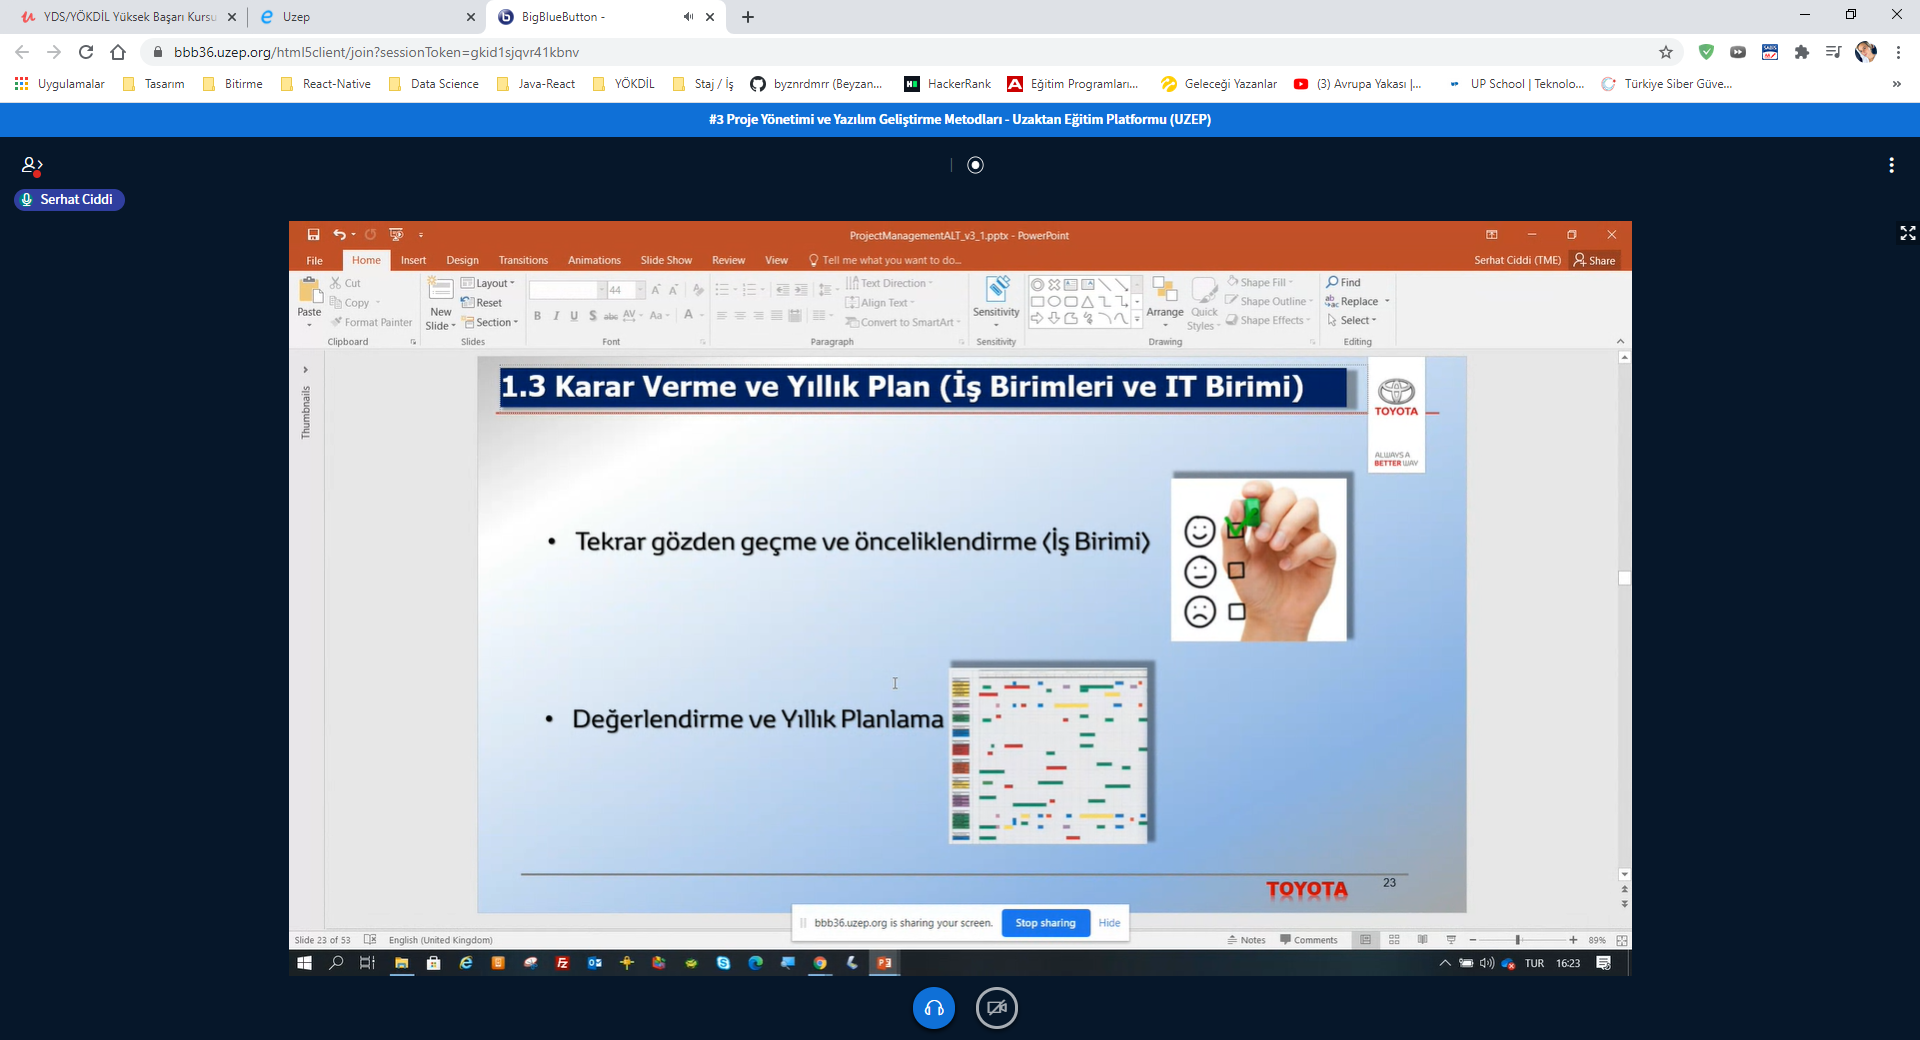 YDS/YÖKDİL Yüksek Başarı Kursu
Uzep
BigBlueButton -
bbb36.uzep.org/html5client/join?sessionToken=gkid1sjqvr41kbnv
Uygulamalar Tasarım Bitirme React-Native Data Science Java-React YÖKDİL Staj / İş byznrdmrr (Beyzan... HackerRank Eğitim Programları... Geleceği Yazanlar (3) Avrupa Yakası |... UP School | Teknolo... Türkiye Siber Güve... »
#3 Proje Yönetimi ve Yazılım Geliştirme Metodları - Uzaktan Eğitim Platformu (UZEP)
Serhat Ciddi
ProjectManagementALT_v3_1.pptx - PowerPoint
File Home Insert Design Transitions Animations Slide Show Review View Tell me what you want to do... Serhat Ciddi (TME) Share
Paste
Cut
Copy
Format Painter
Clipboard
New Slide
Layout
Reset
Section
Slides
44
B I U S abc AV Aa A
Font
Text Direction
Align Text
Convert to SmartArt
Paragraph
Sensitivity
Sensitivity
Arrange
Quick Styles
Shape Fill
Shape Outline
Shape Effects
Drawing
Find
Replace
Select
Editing
Thumbnails
1.3 Karar Verme ve Yıllık Plan (İş Birimleri ve IT Birimi)
TOYOTA
ALWAYS A
BETTER WAY
• Tekrar gözden geçme ve önceliklendirme (İş Birimi)
• Değerlendirme ve Yıllık Planlama
TOYOTA
23
bbb36.uzep.org is sharing your screen. Stop sharing Hide
Slide 23 of 53 English (United Kingdom) Notes Comments 89%
TUR 16:23